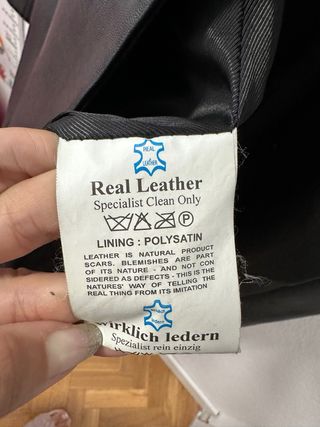 REAL
LEATHER
Real Leather
Specialist Clean Only
P
LINING : POLYSATIN
LEATHER IS NATURAL PRODUCT
SCARS. BLEMISHES ARE PART
OF ITS NATURE - AND NOT CON
SIDERED AS DEFECTS - THIS IS THE
NATURES' WAY OF TELLING THE
REAL THING FROM ITS IMITATION
wirklich ledern
Spezialist rein einzig